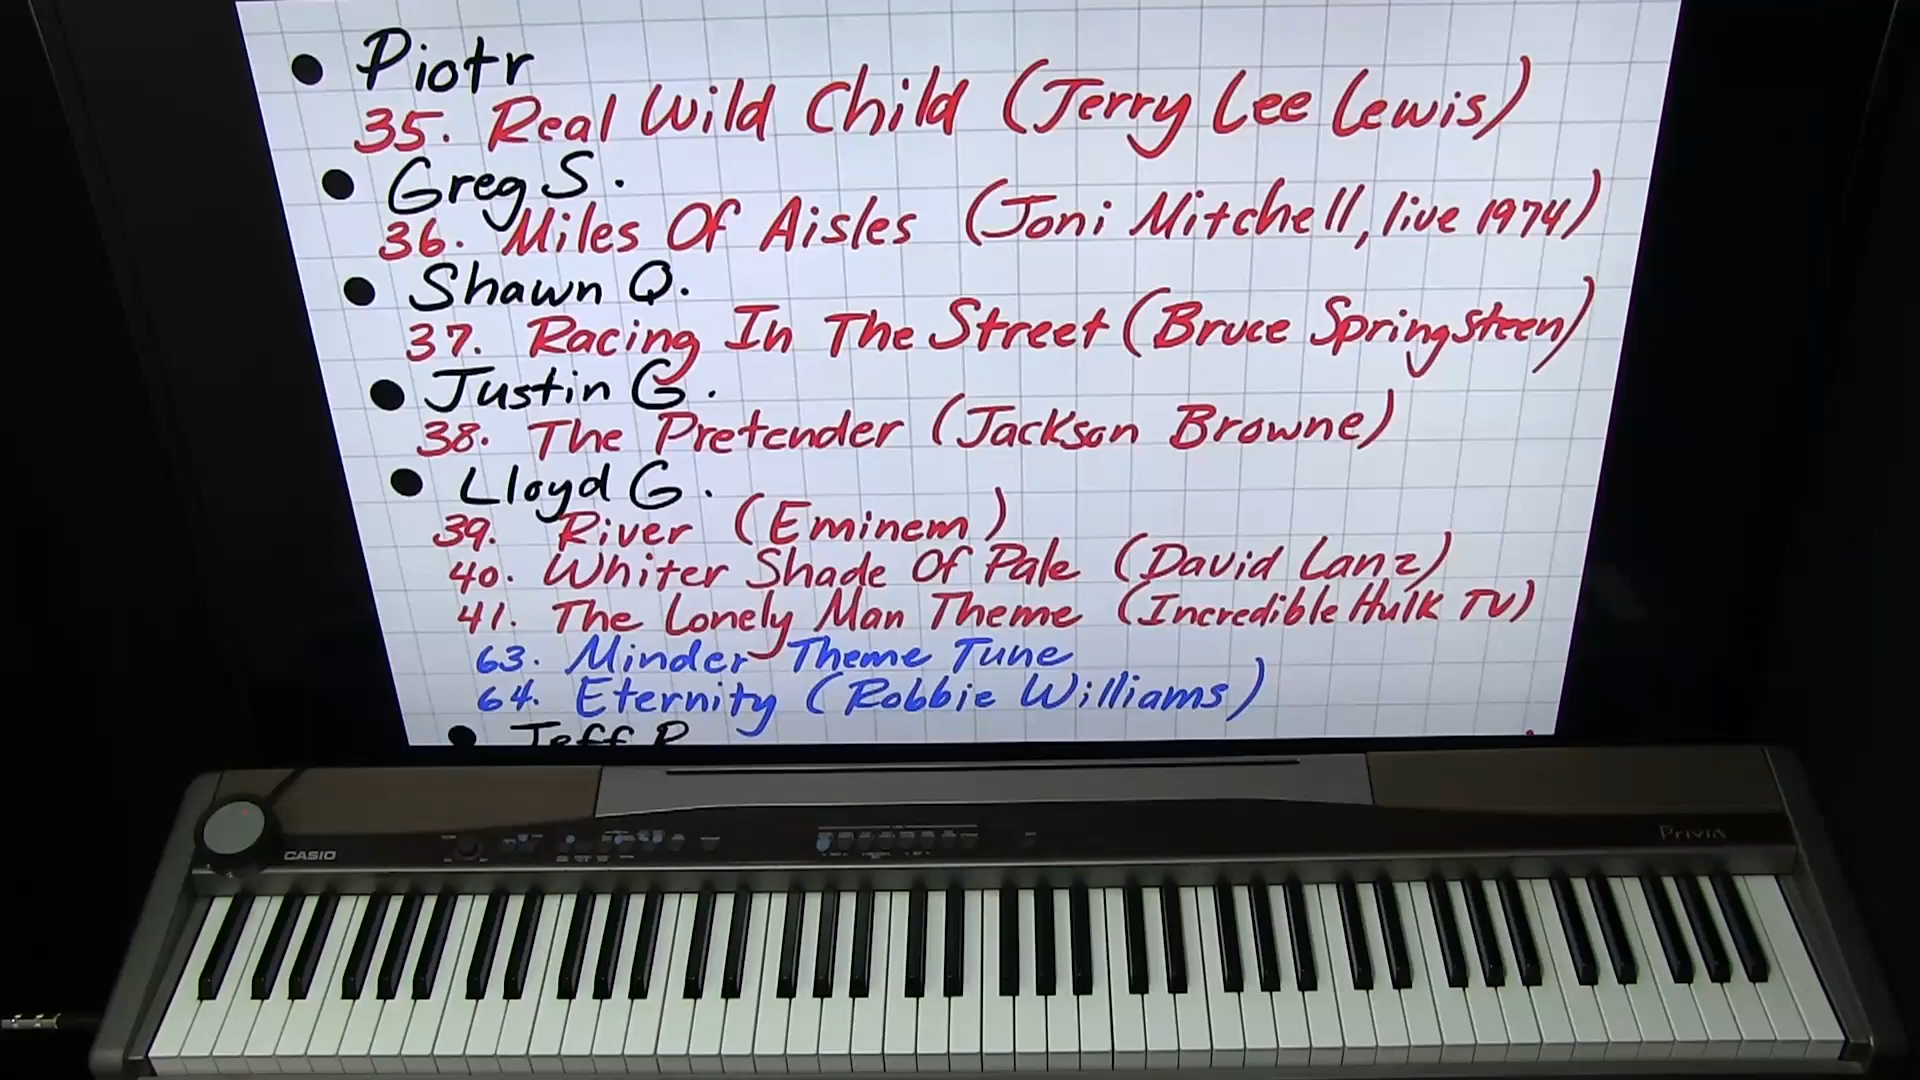 • Piotr
35. Real Wild Child (Jerry Lee Lewis)
• Greg S.
36. Miles Of Aisles (Joni Mitchell, live 1974)
• Shawn Q.
37. Racing In The Street (Bruce Springsteen)
• Justin G.
38. The Pretender (Jackson Browne)
• Lloyd G.
39. River (Eminem)
40. Whiter Shade Of Pale (David Lanz)
41. The Lonely Man Theme (Incredible Hulk TV)
63. Minder Theme Tune
64. Eternity (Robbie Williams)
• Jeff
CASIO
Privia